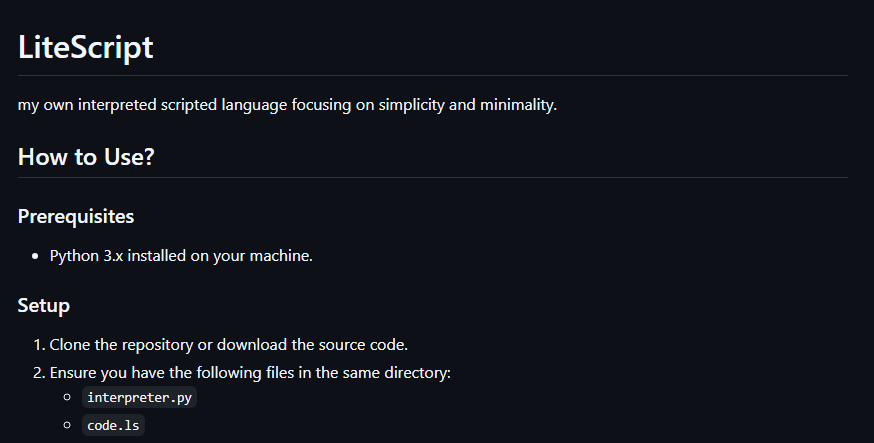 LiteScript
my own interpreted scripted language focusing on simplicity and minimality.
How to Use?
Prerequisites
• Python 3.x installed on your machine.
Setup
1. Clone the repository or download the source code.
2. Ensure you have the following files in the same directory:
○ interpreter.py
○ code.ls